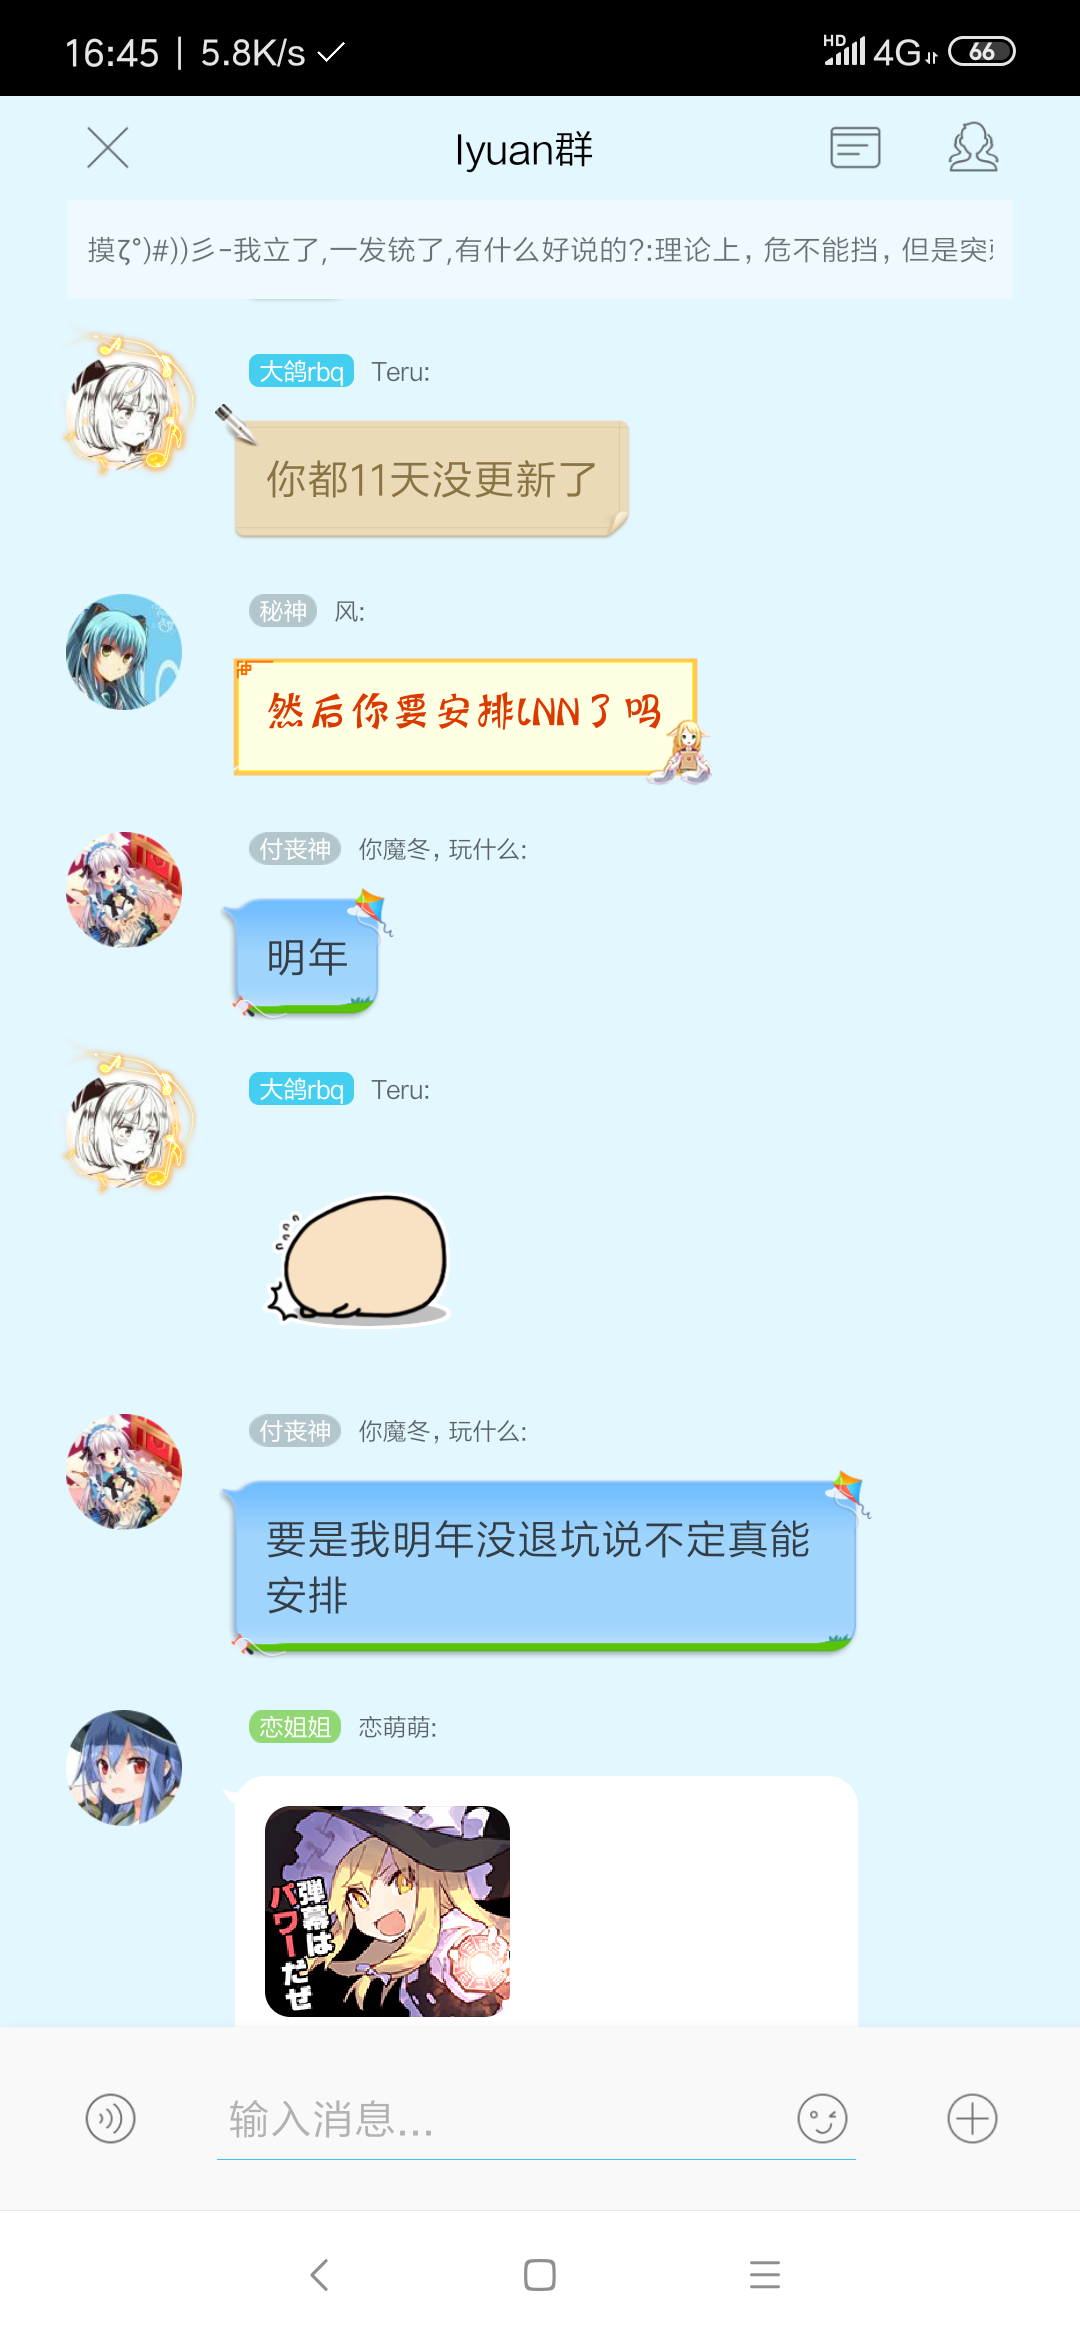 16:45 | 5.8K/s
HD 4G 66
Iyuan群
摸ζ°)#))彡-我立了,一发铳了,有什么好说的?:理论上，危不能挡，但是突
大鸽rbq Teru:
你都11天没更新了
秘神 风:
然后你要安排LNN了吗
付丧神 你魔冬，玩什么:
明年
大鸽rbq Teru:
付丧神 你魔冬，玩什么:
要是我明年没退坑说不定真能
安排
恋姐姐 恋萌萌:
弾幕は
パワーだぜ
输入消息...